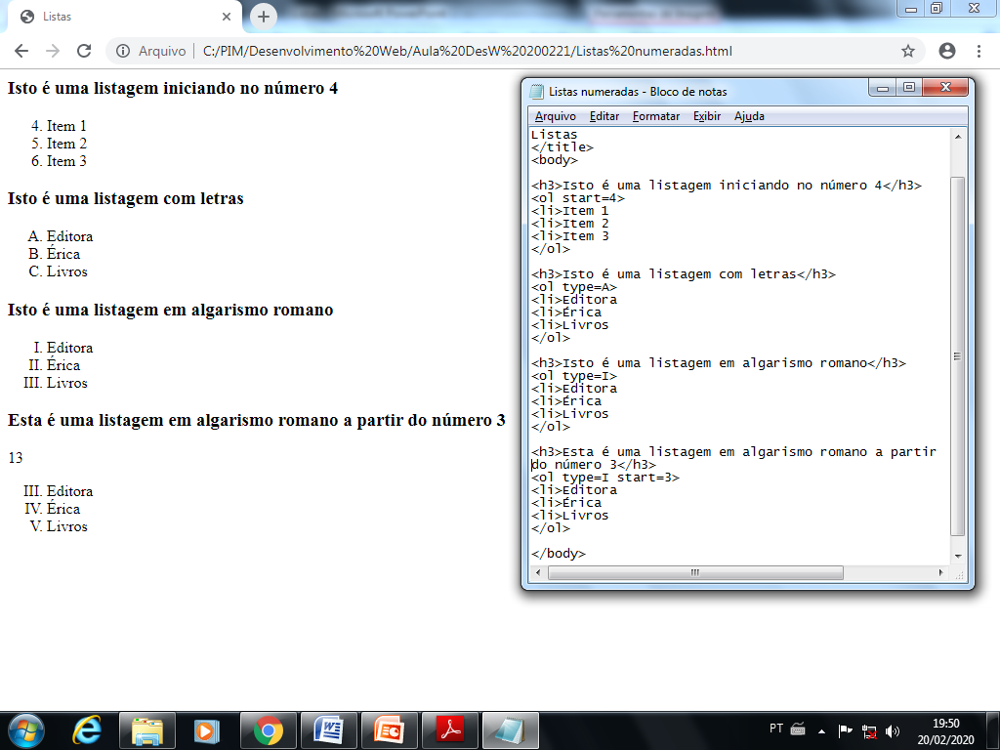 Listas
Arquivo
C:/PIM/Desenvolvimento%20Web/Aula%20DesW%20200221/Listas%20numeradas.html
Isto é uma listagem iniciando no número 4
4. Item 1
5. Item 2
6. Item 3
Isto é uma listagem com letras
A. Editora
B. Érica
C. Livros
Isto é uma listagem em algarismo romano
I. Editora
II. Érica
III. Livros
Esta é uma listagem em algarismo romano a partir do número 3
13
III. Editora
IV. Érica
V. Livros
Listas numeradas - Bloco de notas
Arquivo Editar Formatar Exibir Ajuda
Listas
</title>
<body>
<h3>Isto é uma listagem iniciando no número 4</h3>
<ol start=4>
<li>Item 1
<li>Item 2
<li>Item 3
</ol>
<h3>Isto é uma listagem com letras</h3>
<ol type=A>
<li>Editora
<li>Érica
<li>Livros
</ol>
<h3>Isto é uma listagem em algarismo romano</h3>
<ol type=I>
<li>Editora
<li>Érica
<li>Livros
</ol>
<h3>Esta é uma listagem em algarismo romano a partir
do número 3</h3>
<ol type=I start=3>
<li>Editora
<li>Érica
<li>Livros
</ol>
</body>
PT
19:50
20/02/2020